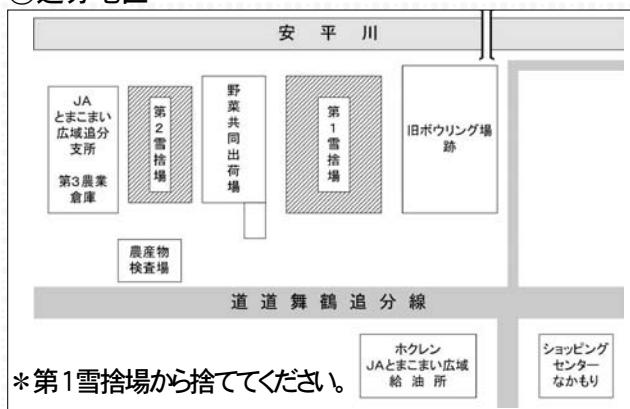 安平川
JA
とまこまい
広域追分
支所
第3農業
倉庫
第2雪捨場
野菜共同出荷場
第1雪捨場
旧ボウリング場
跡
農産物
検査場
道道舞鶴追分線
ホクレン
JAとまこまい広域
給油所
ショッピング
センター
なかもり
*第1雪捨場から捨ててください。